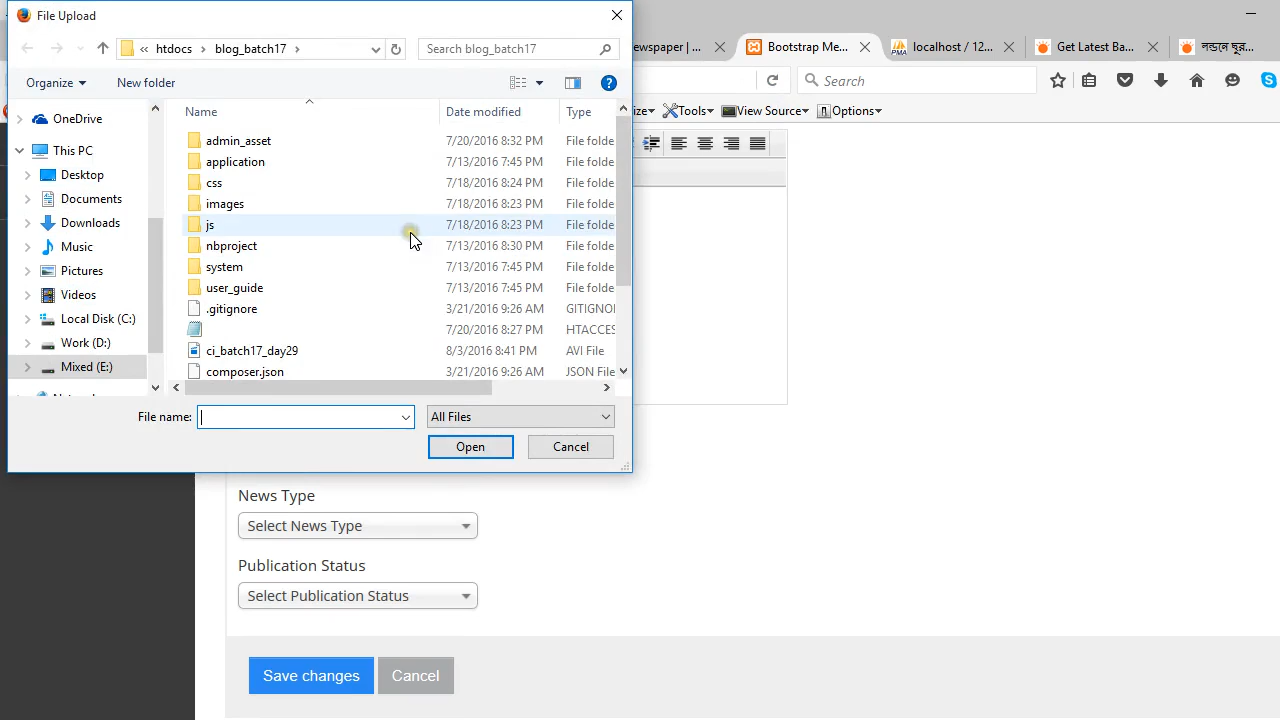 File Upload
« htdocs › blog_batch17 ›
Search blog_batch17
ewspaper | ...
Bootstrap Me...
localhost / 12...
Get Latest Ba...
Search
Organize
New folder
ze
Tools
View Source
Options
OneDrive
This PC
Desktop
Documents
Downloads
Music
Pictures
Videos
Local Disk (C:)
Work (D:)
Mixed (E:)
Name Date modified Type
admin_asset 7/20/2016 8:32 PM File folde
application 7/13/2016 7:45 PM File folde
css 7/18/2016 8:24 PM File folde
images 7/18/2016 8:23 PM File folde
js 7/18/2016 8:23 PM File folde
nbproject 7/13/2016 8:30 PM File folde
system 7/13/2016 7:45 PM File folde
user_guide 7/13/2016 7:45 PM File folde
.gitignore 3/21/2016 9:26 AM GITIGNO
7/20/2016 8:27 PM HTACCES
ci_batch17_day29 8/3/2016 8:41 PM AVI File
composer.json 3/21/2016 9:26 AM JSON File
File name:
All Files
Open
Cancel
News Type
Select News Type
Publication Status
Select Publication Status
Save changes
Cancel